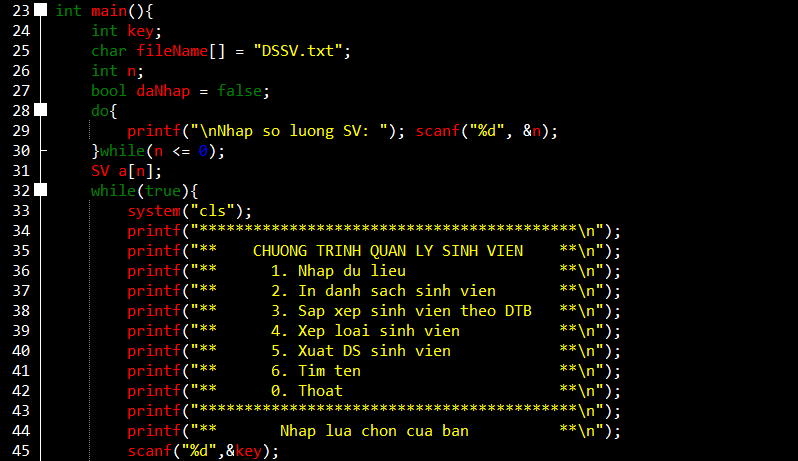 23 int main(){
24     int key;
25     char fileName[] = "DSSV.txt";
26     int n;
27     bool daNhap = false;
28     do{
29         printf("\nNhap so luong SV: "); scanf("%d", &n);
30     }while(n <= 0);
31     SV a[n];
32     while(true){
33         system("cls");
34         printf("******************************************\n");
35         printf("**    CHUONG TRINH QUAN LY SINH VIEN    **\n");
36         printf("**      1. Nhap du lieu                 **\n");
37         printf("**      2. In danh sach sinh vien       **\n");
38         printf("**      3. Sap xep sinh vien theo DTB   **\n");
39         printf("**      4. Xep loai sinh vien           **\n");
40         printf("**      5. Xuat DS sinh vien            **\n");
41         printf("**      6. Tim ten                      **\n");
42         printf("**      0. Thoat                        **\n");
43         printf("******************************************\n");
44         printf("**       Nhap lua chon cua ban          **\n");
45         scanf("%d",&key);